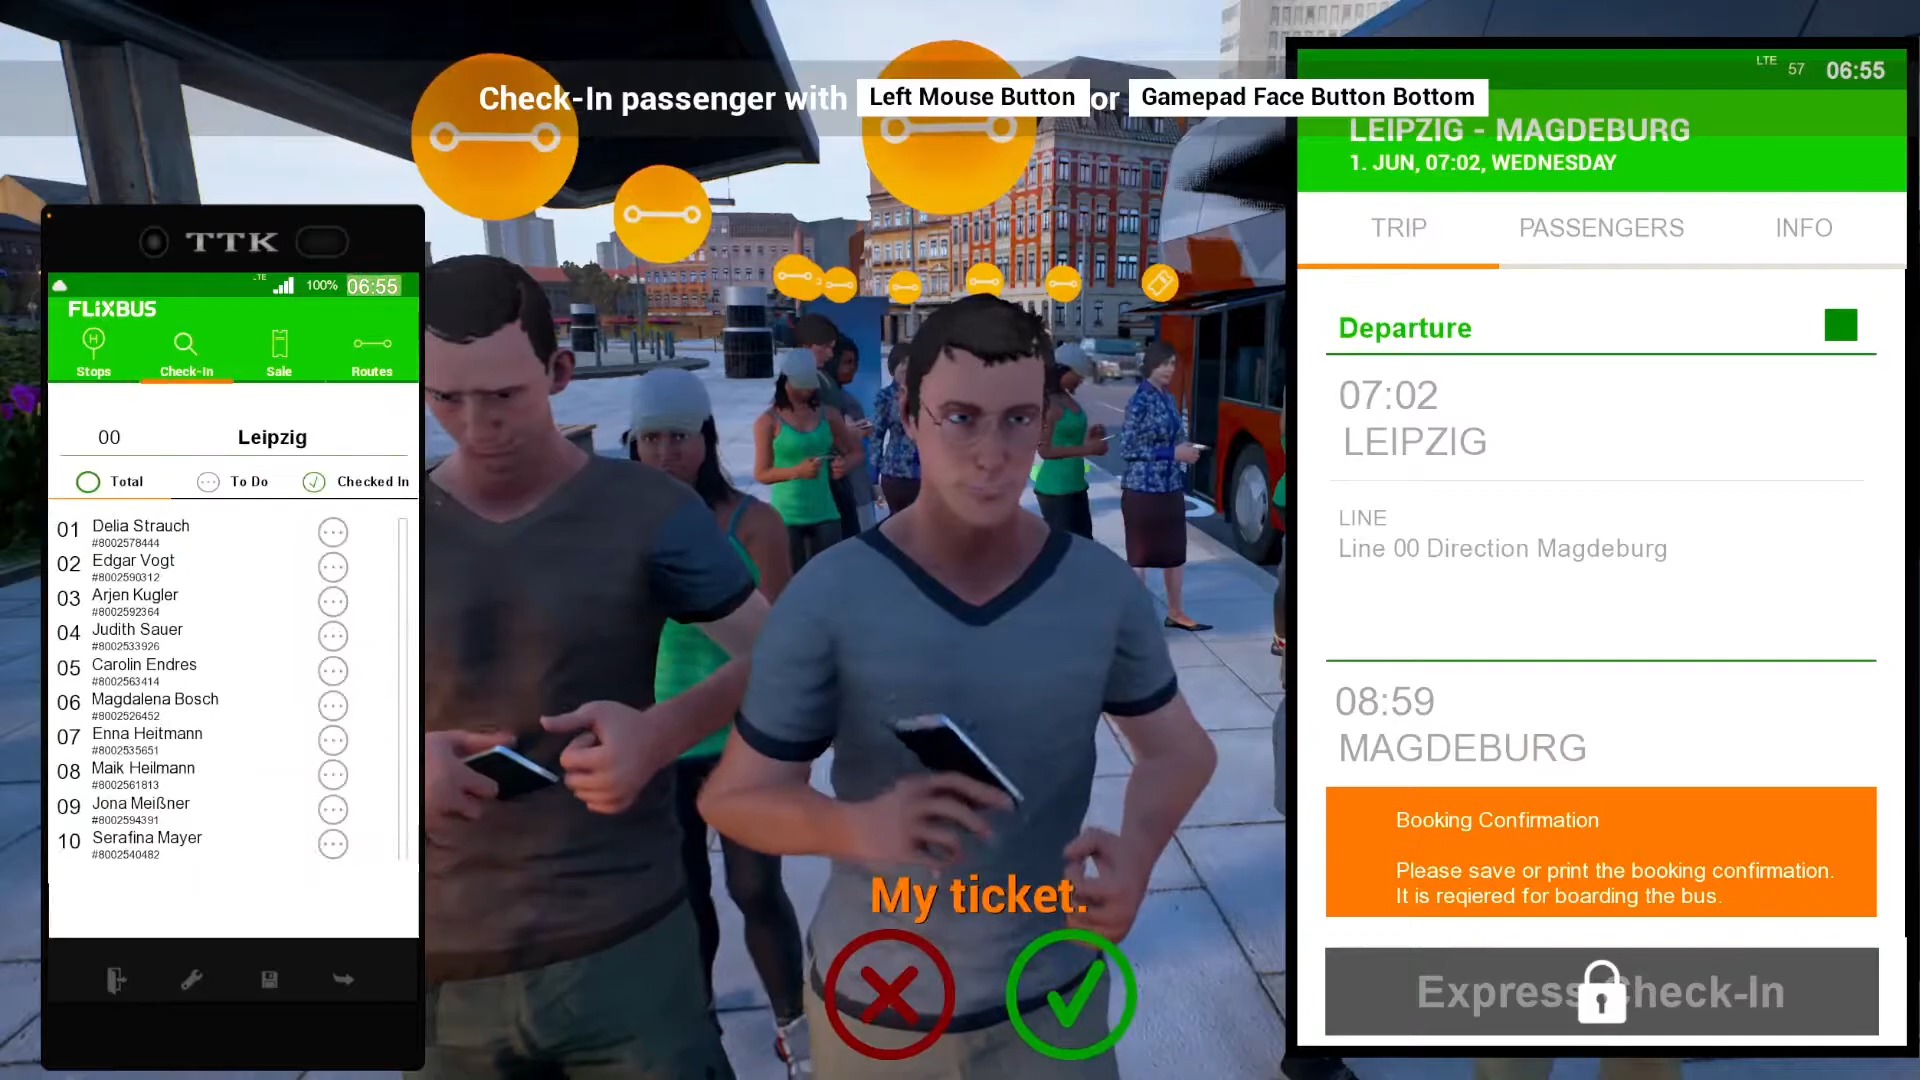 Check-In passenger with Left Mouse Button or Gamepad Face Button Bottom
TTK
LTE 100% 06:55
FLiXBUS
Stops Check-In Sale Routes
00 Leipzig
Total To Do Checked In
01 Delia Strauch
#8002578444
02 Edgar Vogt
#8002590312
03 Arjen Kugler
#8002592364
04 Judith Sauer
#8002533926
05 Carolin Endres
#8002563414
06 Magdalena Bosch
#8002526452
07 Enna Heitmann
#8002535651
08 Maik Heilmann
#8002561813
09 Jona Meißner
#8002594391
10 Serafina Mayer
#8002540482
My ticket.
LTE 57 06:55
LEIPZIG - MAGDEBURG
1. JUN, 07:02, WEDNESDAY
TRIP PASSENGERS INFO
Departure
07:02
LEIPZIG
LINE
Line 00 Direction Magdeburg
08:59
MAGDEBURG
Booking Confirmation
Please save or print the booking confirmation.
It is reqiered for boarding the bus.
Express Check-In